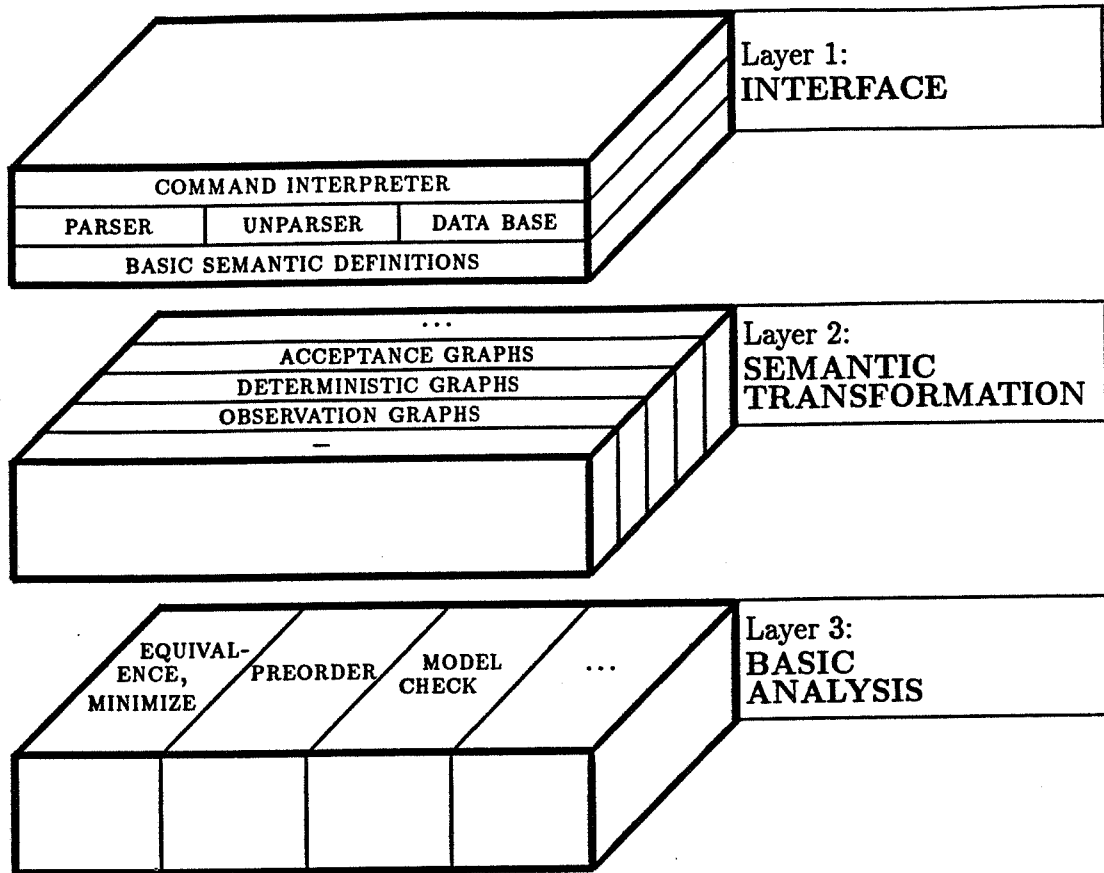 Layer 1:
INTERFACE
COMMAND INTERPRETER
PARSER UNPARSER DATA BASE
BASIC SEMANTIC DEFINITIONS
Layer 2:
SEMANTIC
TRANSFORMATION
...
ACCEPTANCE GRAPHS
DETERMINISTIC GRAPHS
OBSERVATION GRAPHS
–
Layer 3:
BASIC
ANALYSIS
EQUIVAL-
ENCE,
MINIMIZE
PREORDER
MODEL
CHECK
...